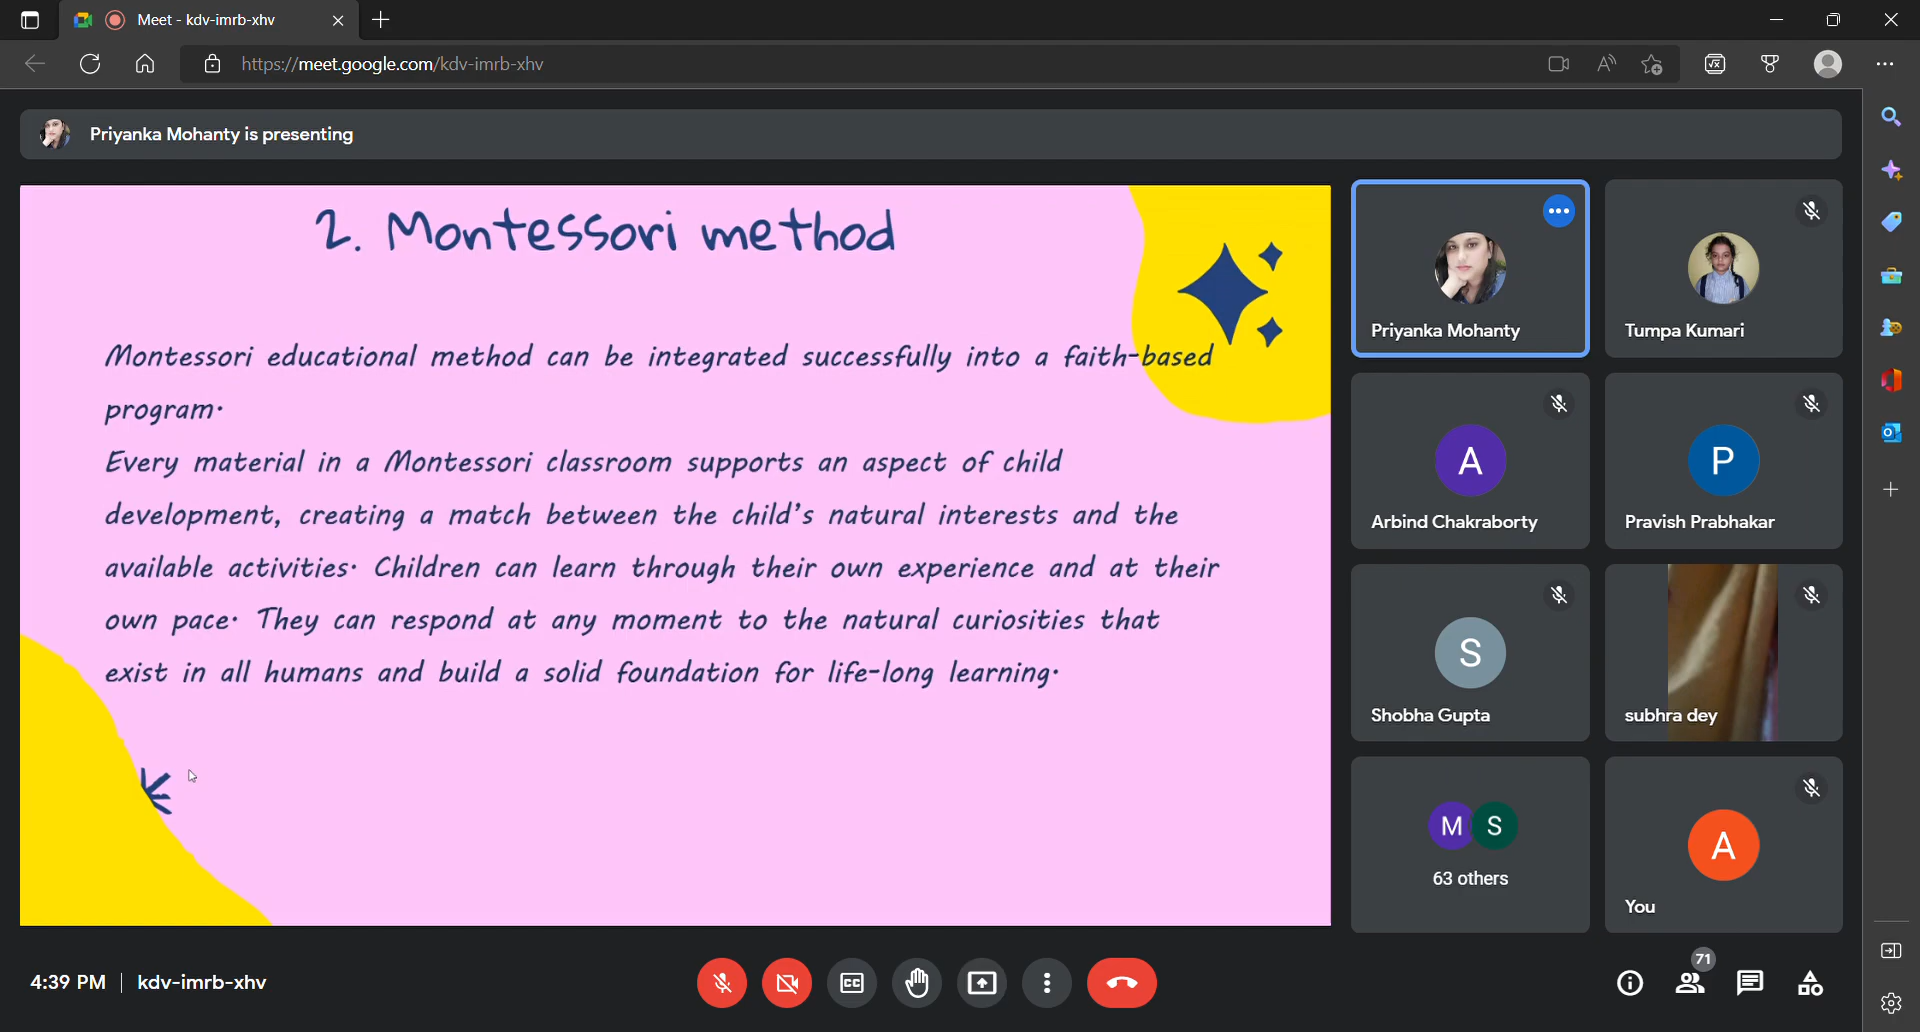 Meet - kdv-imrb-xhv
https://meet.google.com/kdv-imrb-xhv
Priyanka Mohanty is presenting
2. Montessori method
Montessori educational method can be integrated successfully into a faith-based
program.
Every material in a Montessori classroom supports an aspect of child
development, creating a match between the child's natural interests and the
available activities. Children can learn through their own experience and at their
own pace. They can respond at any moment to the natural curiosities that
exist in all humans and build a solid foundation for life-long learning.
Priyanka Mohanty
Tumpa Kumari
A
Arbind Chakraborty
P
Pravish Prabhakar
S
Shobha Gupta
subhra dey
M S
63 others
A
You
4:39 PM | kdv-imrb-xhv
CC
71